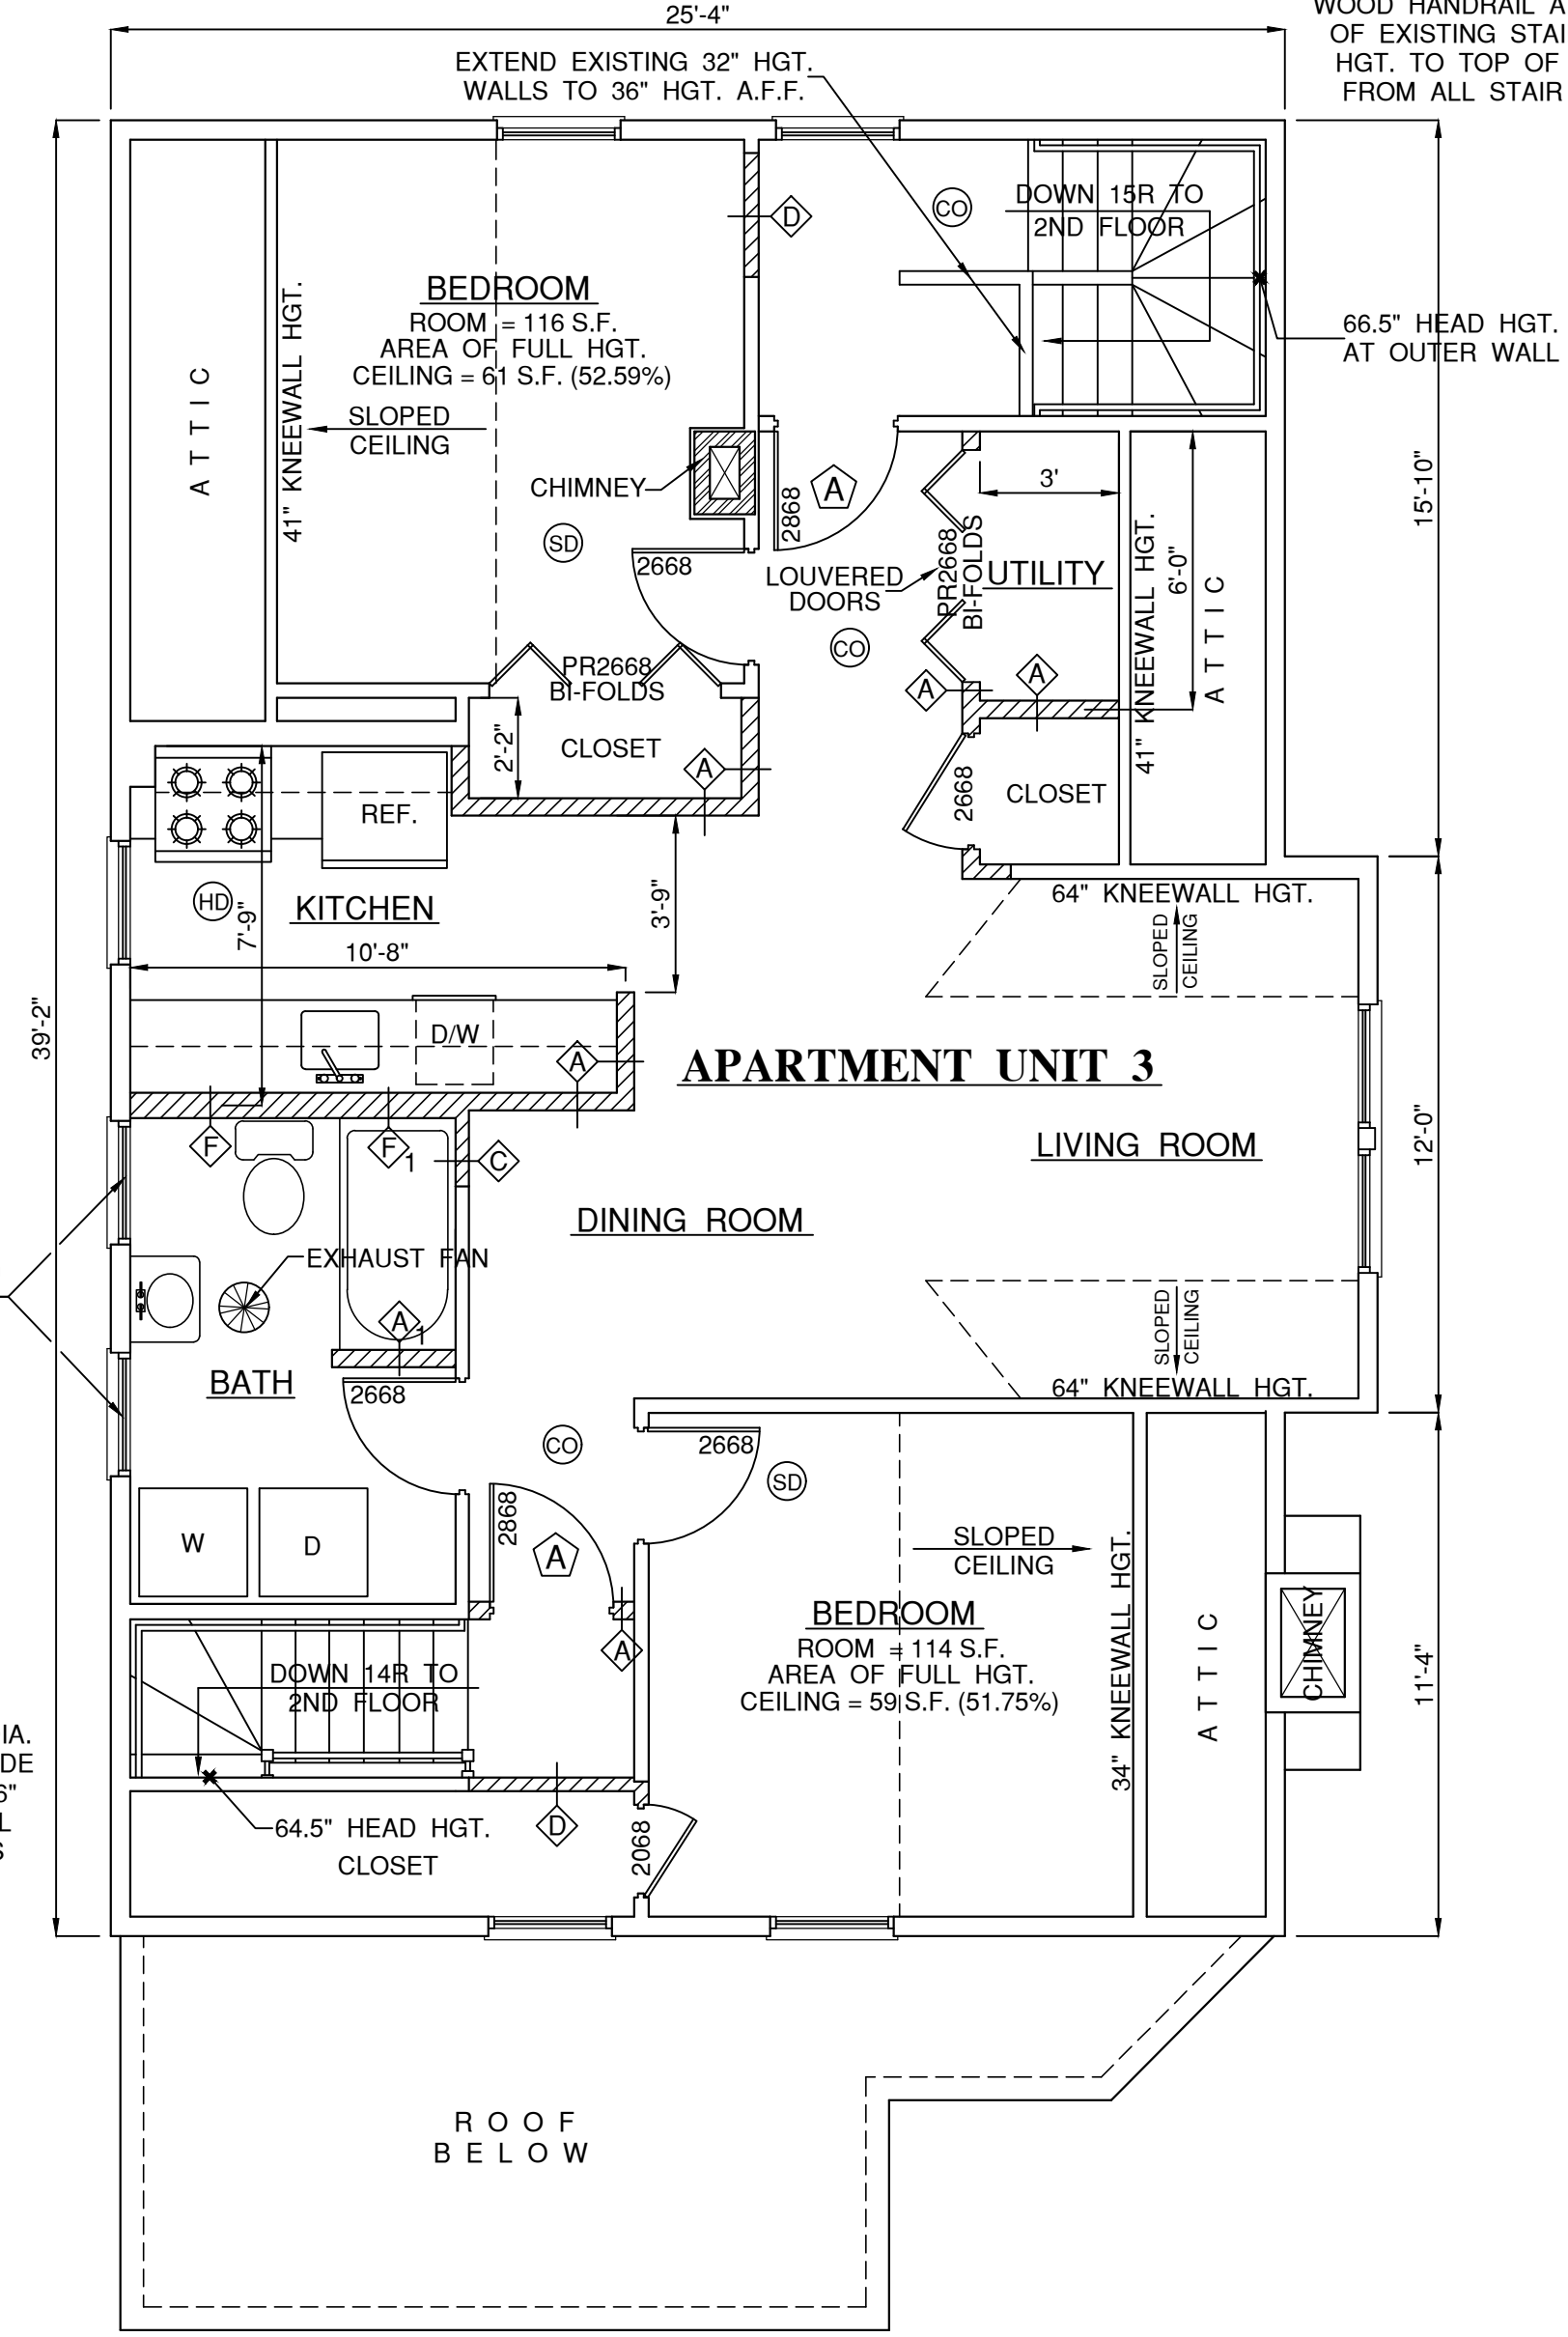 25'-4"
WOOD HANDRAIL A
OF EXISTING STAI
HGT. TO TOP OF
FROM ALL STAIR
EXTEND EXISTING 32" HGT.
WALLS TO 36" HGT. A.F.F.
CO
DOWN 15R TO
2ND FLOOR
D
66.5" HEAD HGT.
AT OUTER WALL
BEDROOM
ROOM = 116 S.F.
AREA OF FULL HGT.
CEILING = 61 S.F. (52.59%)
SLOPED
CEILING
ATTIC
41" KNEEWALL HGT.
CHIMNEY
SD
2668
2868
A
3'
LOUVERED
DOORS
PR2668
BI-FOLDS
UTILITY
6'-0"
41" KNEEWALL HGT.
ATTIC
15'-10"
CO
A
A
PR2668
BI-FOLDS
2'-2"
CLOSET
A
2668
CLOSET
REF.
HD
7'-9"
KITCHEN
10'-8"
3'-9"
64" KNEEWALL HGT.
SLOPED
CEILING
39'-2"
D/W
A
APARTMENT UNIT 3
F
F
1
C
LIVING ROOM
12'-0"
DINING ROOM
EXHAUST FAN
A
1
SLOPED
CEILING
64" KNEEWALL HGT.
BATH
2668
CO
2668
SD
2868
A
W
D
SLOPED
CEILING
BEDROOM
ROOM = 114 S.F.
AREA OF FULL HGT.
CEILING = 59 S.F. (51.75%)
34" KNEEWALL HGT.
ATTIC
CHIMNEY
11'-4"
A
DOWN 14R TO
2ND FLOOR
IA.
DE
6"
L
S
64.5" HEAD HGT.
D
2068
CLOSET
ROOF
BELOW